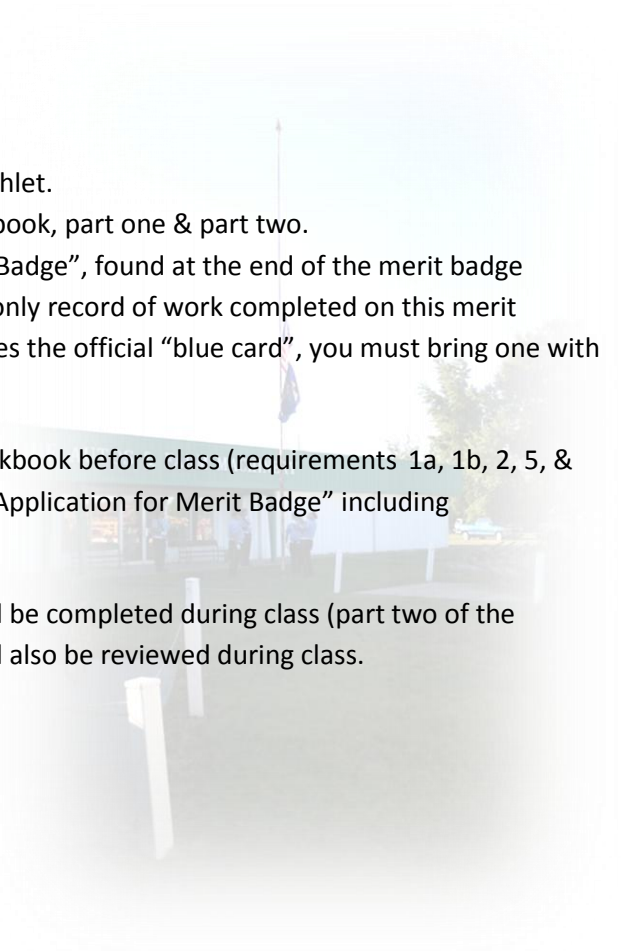 hlet.
ook, part one & part two.
Badge”, found at the end of the merit badge
only record of work completed on this merit
es the official “blue card”, you must bring one with
kbook before class (requirements 1a, 1b, 2, 5, &
Application for Merit Badge” including
l be completed during class (part two of the
l also be reviewed during class.